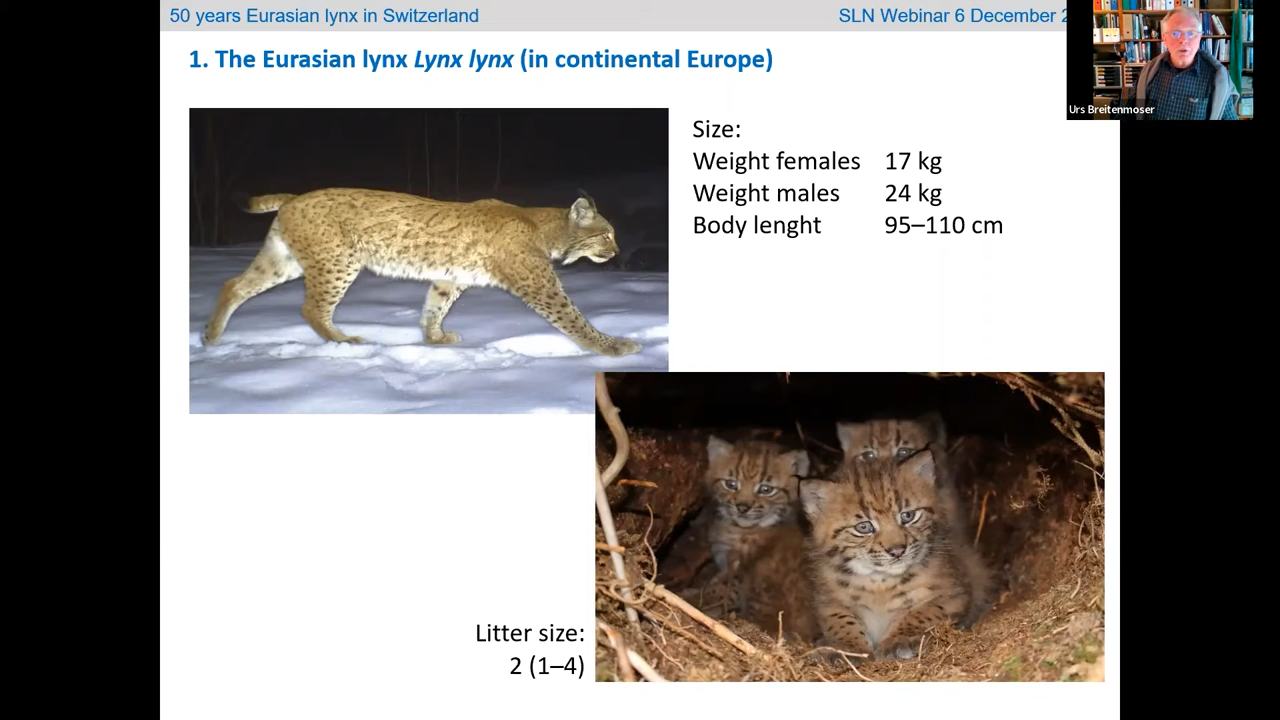 50 years Eurasian lynx in Switzerland
SLN Webinar 6 December
Urs Breitenmoser
1. The Eurasian lynx Lynx lynx (in continental Europe)
Size:
Weight females 17 kg
Weight males 24 kg
Body lenght 95–110 cm
Litter size:
2 (1–4)